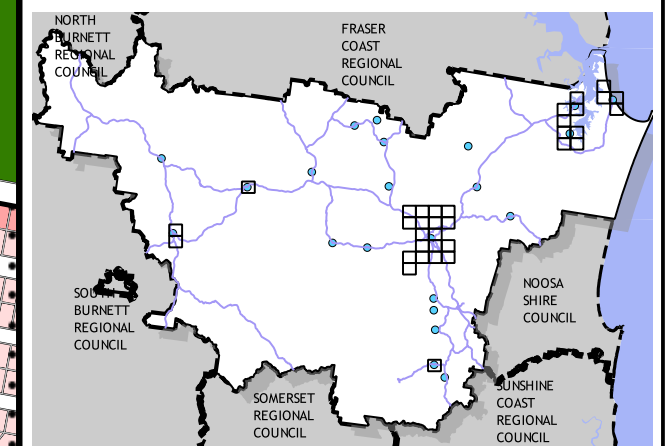 NORTH
BURNETT
REGIONAL
COUNCIL
FRASER
COAST
REGIONAL
COUNCIL
SOUTH
BURNETT
REGIONAL
COUNCIL
NOOSA
SHIRE
COUNCIL
SOMERSET
REGIONAL
COUNCIL
SUNSHINE
COAST
REGIONAL
COUNCIL